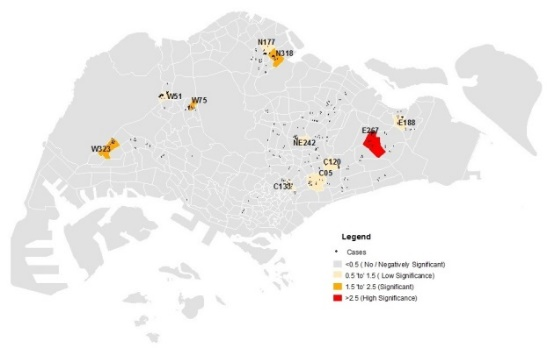 N177
N318
W51
W75
E188
E267
W323
NE242
C120
C05
C133
Legend
Cases
<0.5 ( No / Negatively Significant)
0.5 'to' 1.5 ( Low Significance)
1.5 'to' 2.5 (Significant)
>2.5 (High Significance)